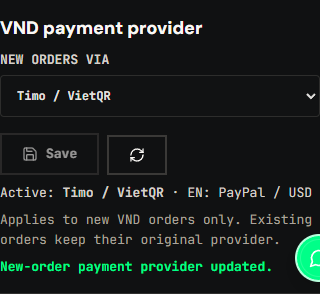 VND payment provider
NEW ORDERS VIA
Timo / VietQR
Save
Active: Timo / VietQR · EN: PayPal / USD
Applies to new VND orders only. Existing
orders keep their original provider.
New-order payment provider updated.